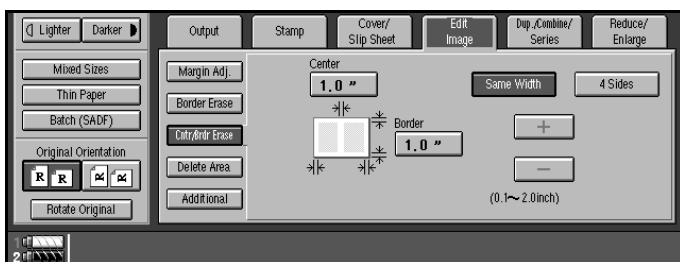 Lighter
Darker
Mixed Sizes
Thin Paper
Batch (SADF)
Original Orientation
R R
R R
Rotate Original
Output
Stamp
Cover/
Slip Sheet
Edit
Image
Dup./Combine/
Series
Reduce/
Enlarge
Margin Adj.
Border Erase
Cntr/Brdr Erase
Delete Area
Additional
Center
1.0 "
Border
1.0 "
Same Width
4 Sides
+
−
(0.1~2.0inch)
1
2